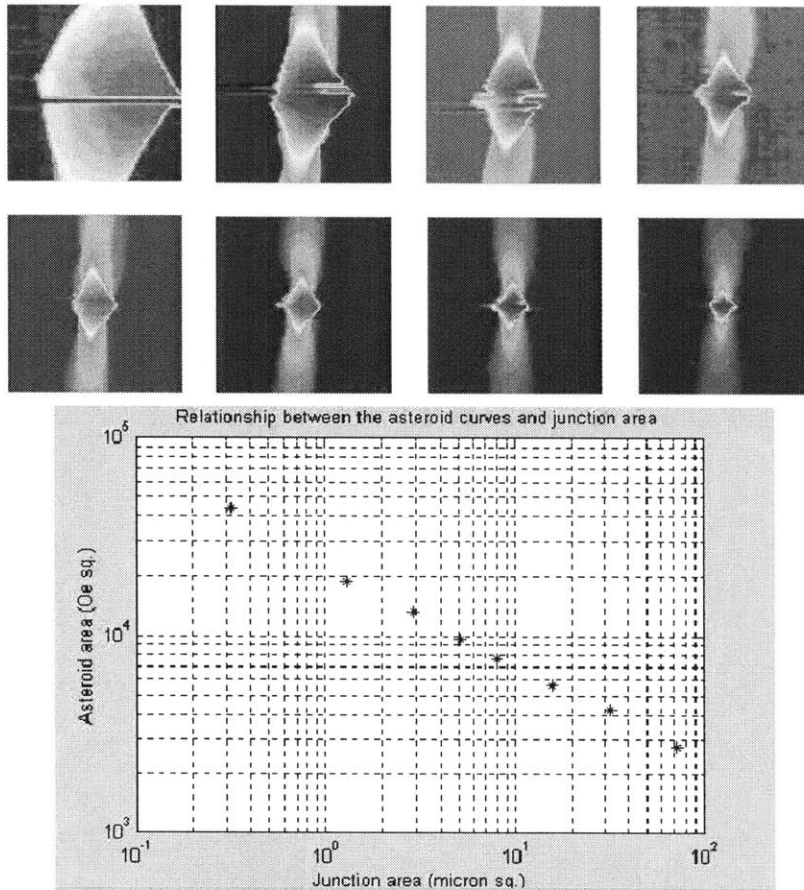 Relationship between the asteroid curves and junction area
10^5
10^4
10^3
Asteroid area (Oe sq.)
10^-1
10^0
10^1
10^2
Junction area (micron sq.)